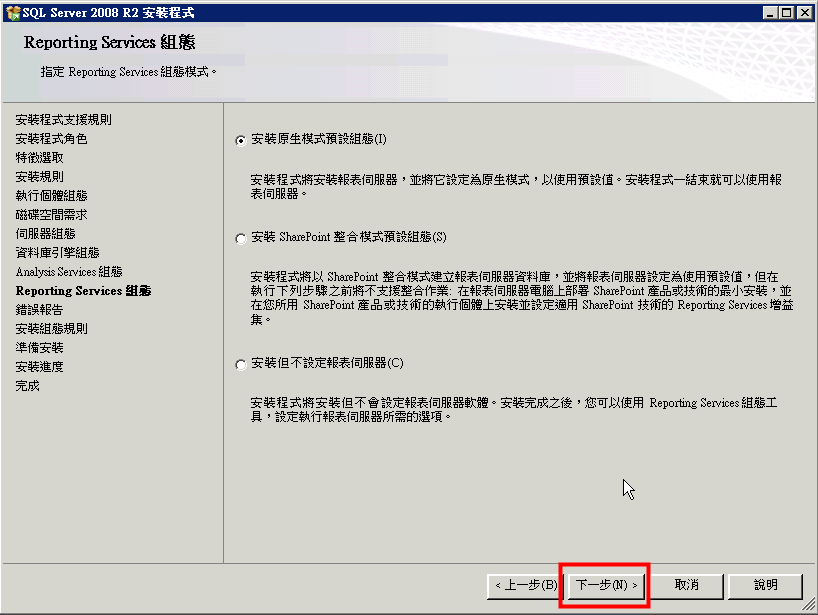 SQL Server 2008 R2 安裝程式
Reporting Services 組態
指定 Reporting Services 組態模式。
安裝程式支援規則
安裝程式角色
特徵選取
安裝規則
執行個體組態
磁碟空間需求
伺服器組態
資料庫引擎組態
Analysis Services 組態
Reporting Services 組態
錯誤報告
安裝組態規則
準備安裝
安裝進度
完成
安裝原生模式預設組態(I)
安裝程式將安裝報表伺服器，並將它設定為原生模式，以使用預設值。安裝程式一結束就可以使用報
表伺服器。
安裝 SharePoint 整合模式預設組態(S)
安裝程式將以 SharePoint 整合模式建立報表伺服器資料庫，並將報表伺服器設定為使用預設值，但在
執行下列步驟之前將不支援整合作業: 在報表伺服器電腦上部署 SharePoint 產品或技術的最小安裝，並
在您所用 SharePoint 產品或技術的執行個體上安裝並設定適用 SharePoint 技術的 Reporting Services 增益
集。
安裝但不設定報表伺服器(C)
安裝程式將安裝但不會設定報表伺服器軟體。安裝完成之後，您可以使用 Reporting Services 組態工
具，設定執行報表伺服器所需的選項。
< 上一步(B)
下一步(N) >
取消
說明